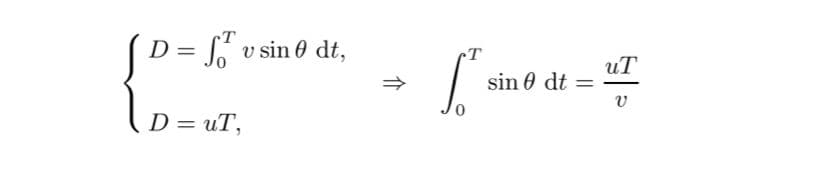 D = ∫₀ᵀ v sin θ dt,
D = uT,
⇒ ∫₀ᵀ sin θ dt = uT/v